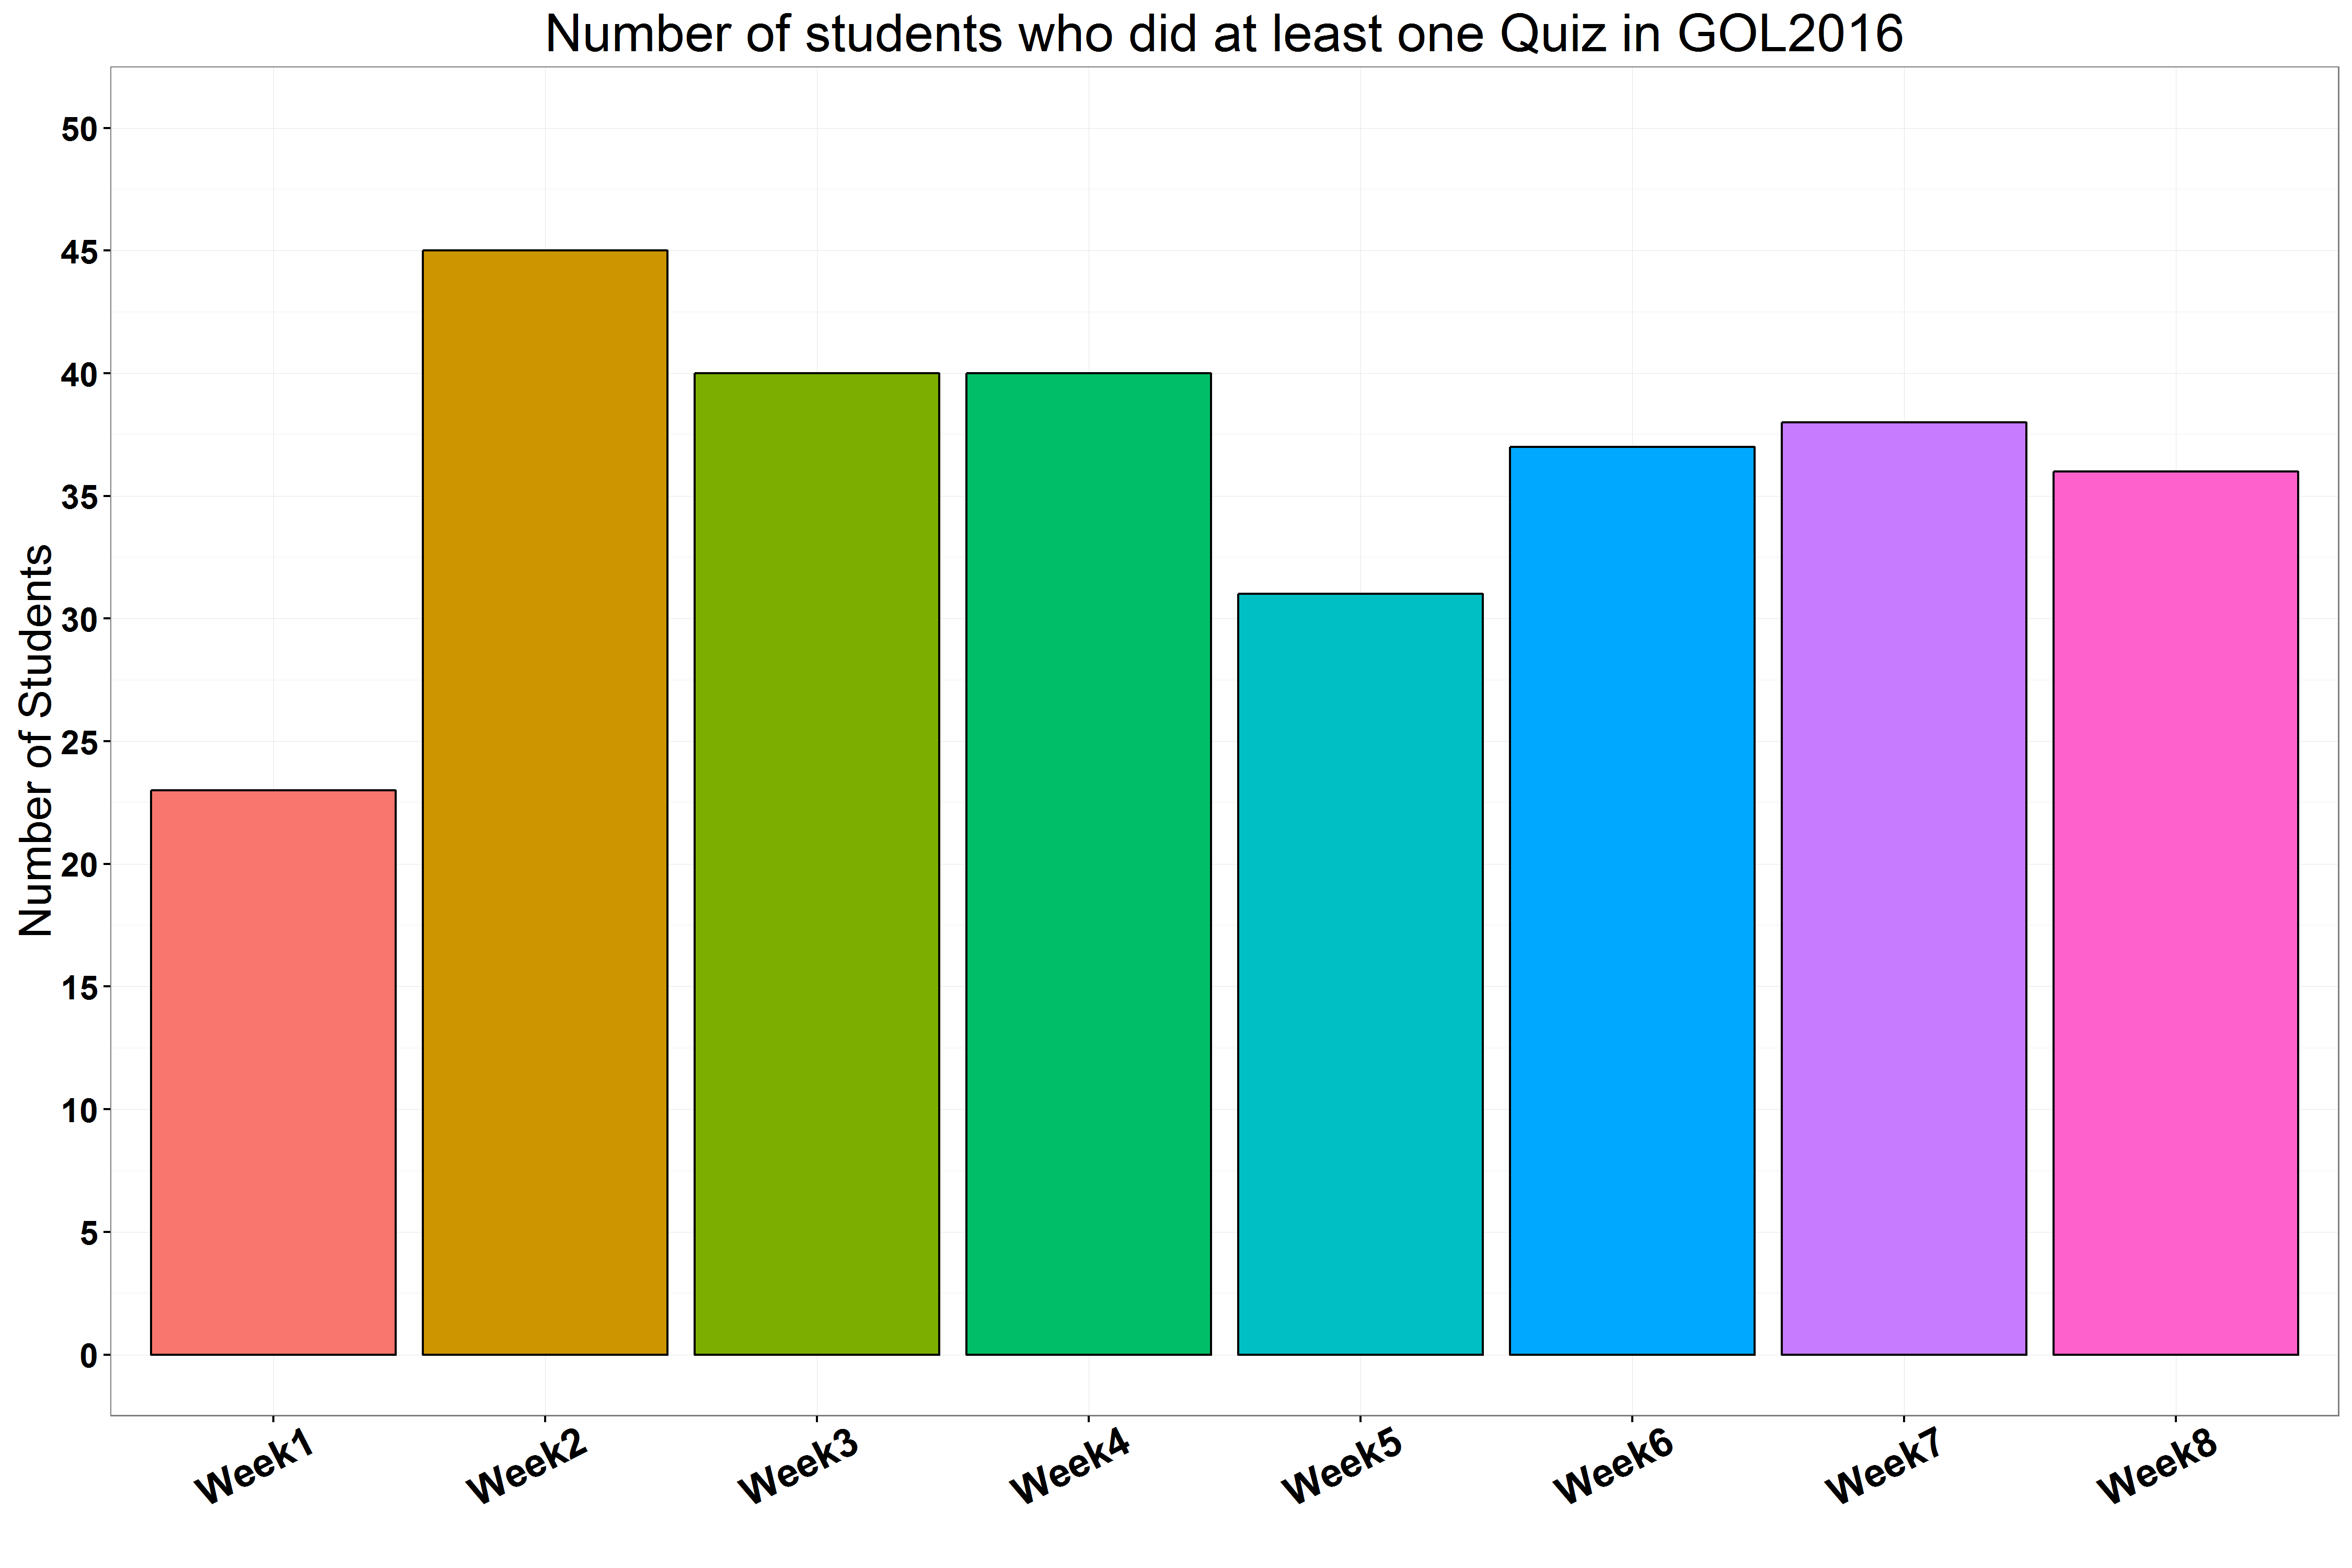 Number of students who did at least one Quiz in GOL2016
Number of Students
50
45
40
35
30
25
20
15
10
5
0
Week1
Week2
Week3
Week4
Week5
Week6
Week7
Week8